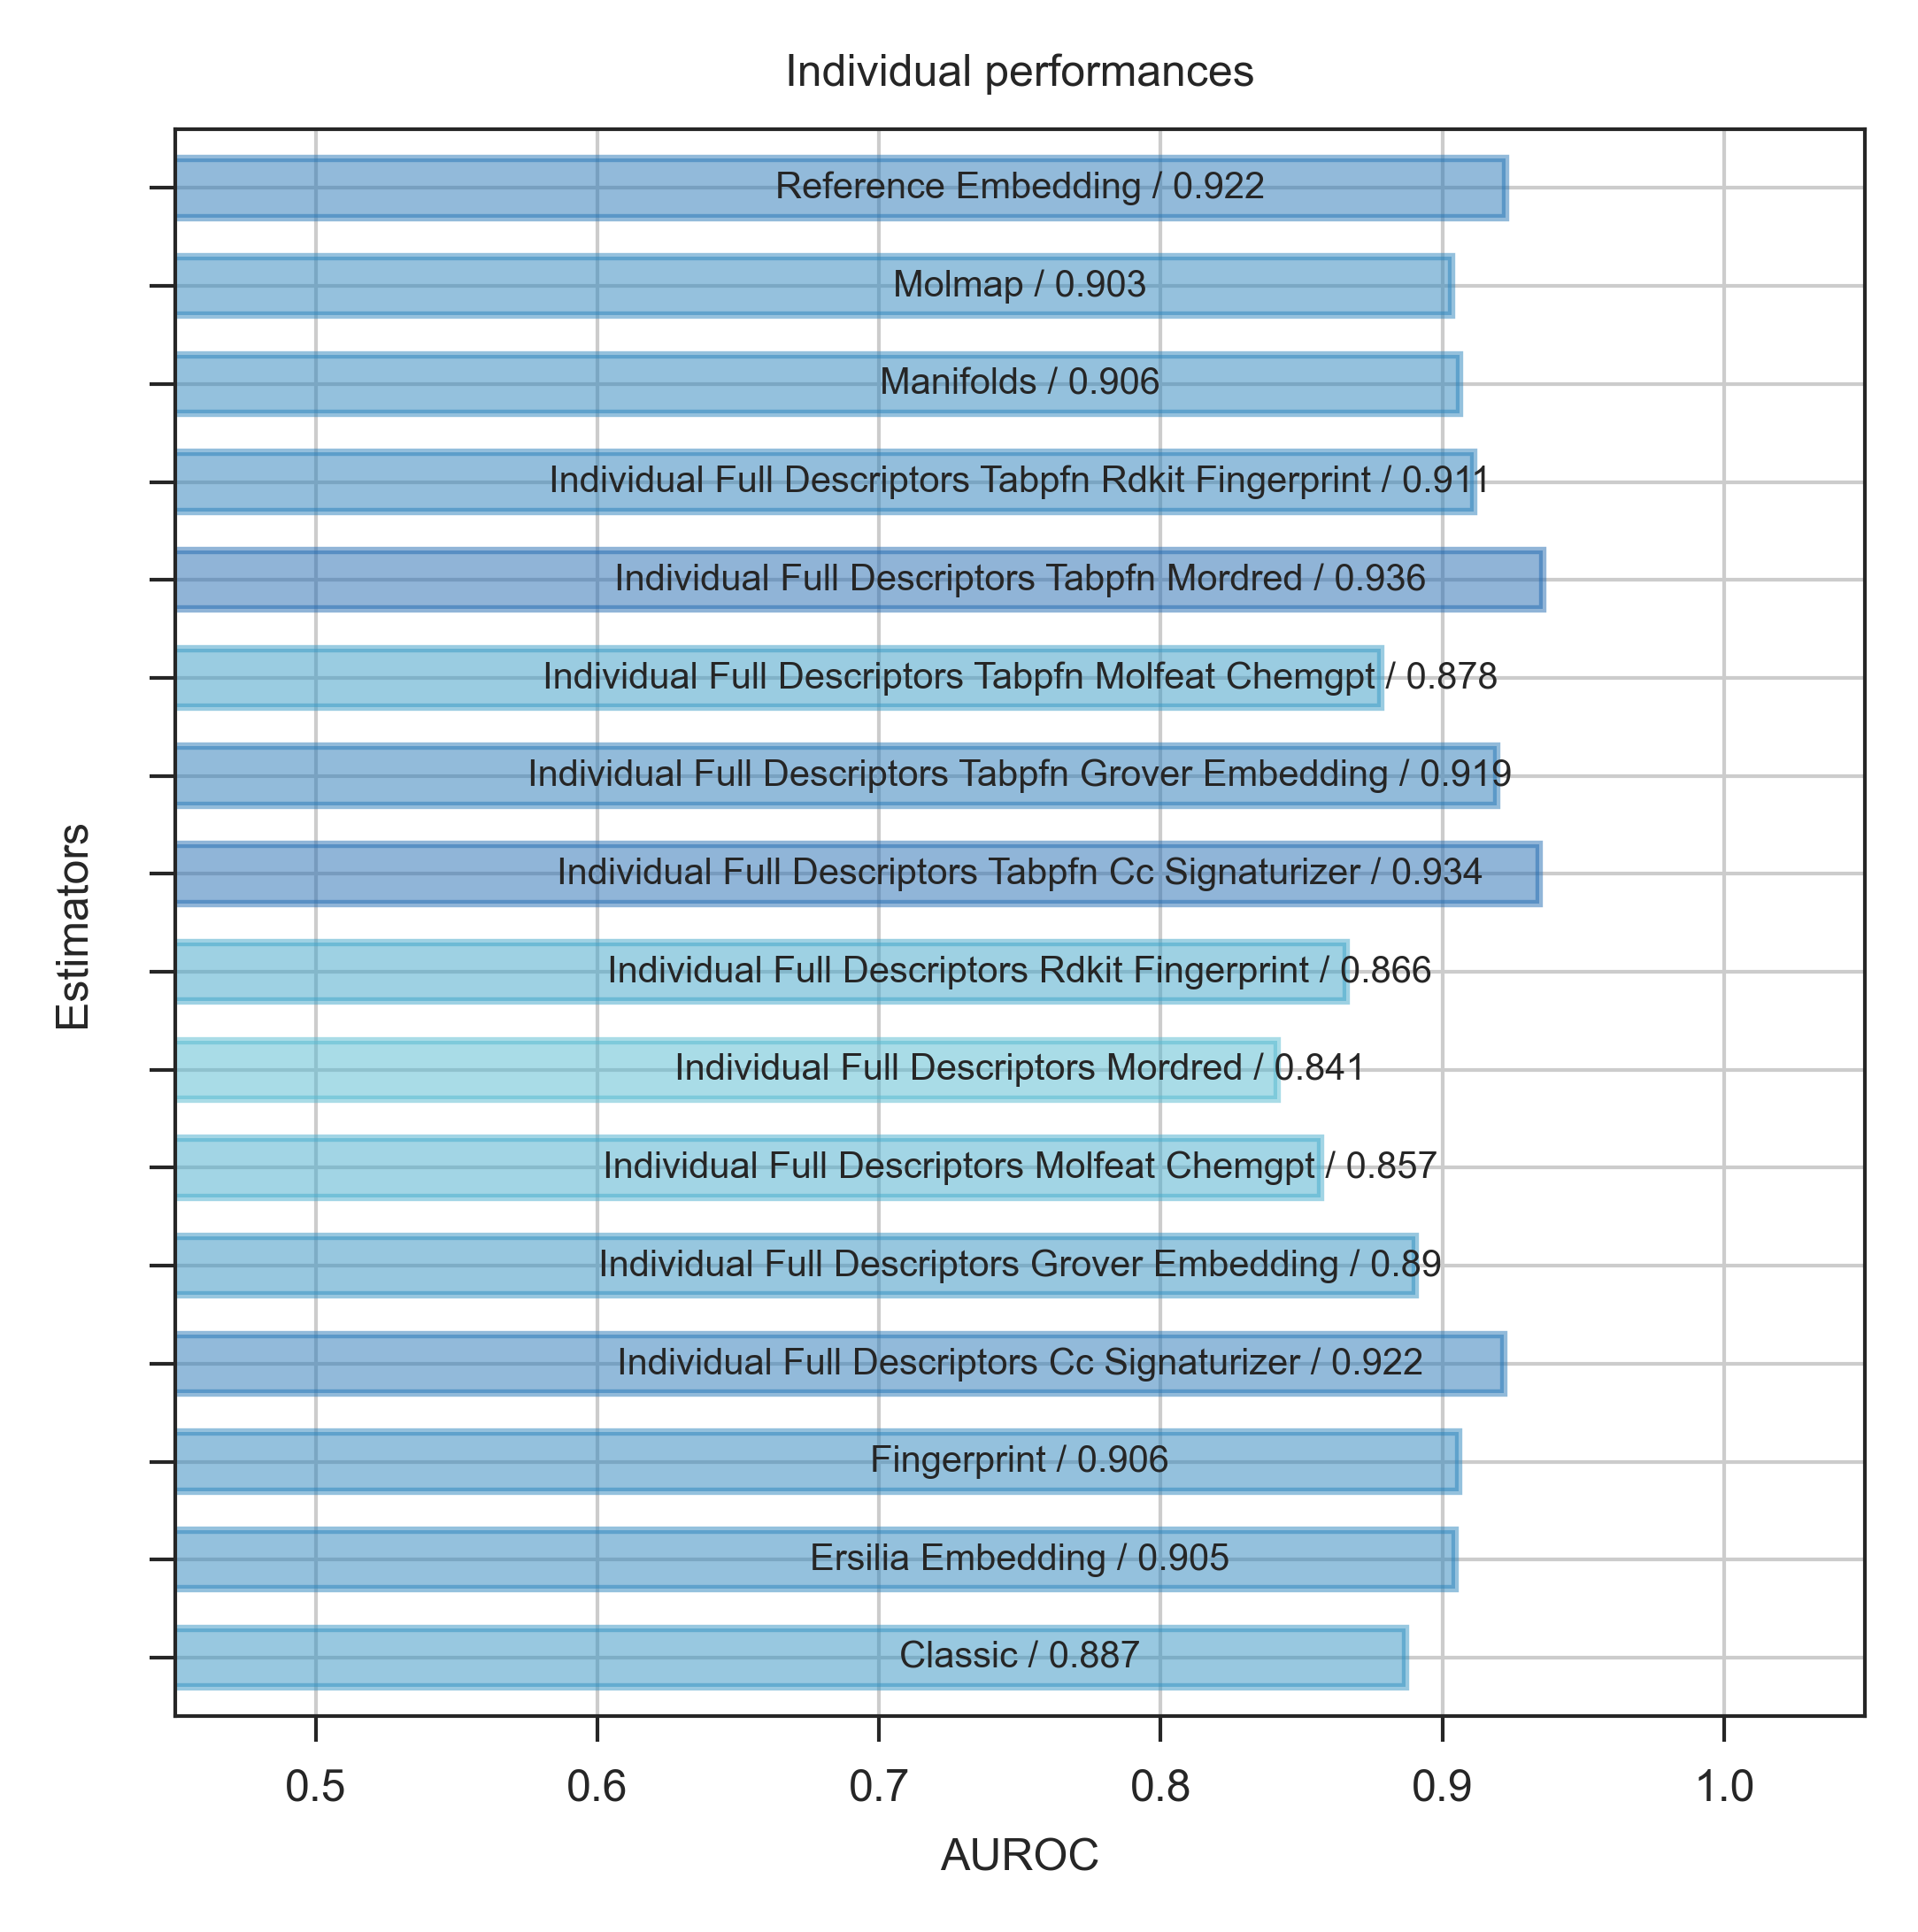 Individual performances
Reference Embedding / 0.922
Molmap / 0.903
Manifolds / 0.906
Individual Full Descriptors Tabpfn Rdkit Fingerprint / 0.911
Individual Full Descriptors Tabpfn Mordred / 0.936
Individual Full Descriptors Tabpfn Molfeat Chemgpt / 0.878
Individual Full Descriptors Tabpfn Grover Embedding / 0.919
Individual Full Descriptors Tabpfn Cc Signaturizer / 0.934
Individual Full Descriptors Rdkit Fingerprint / 0.866
Individual Full Descriptors Mordred / 0.841
Individual Full Descriptors Molfeat Chemgpt / 0.857
Individual Full Descriptors Grover Embedding / 0.89
Individual Full Descriptors Cc Signaturizer / 0.922
Fingerprint / 0.906
Ersilia Embedding / 0.905
Classic / 0.887
Estimators
0.5 0.6 0.7 0.8 0.9 1.0
AUROC